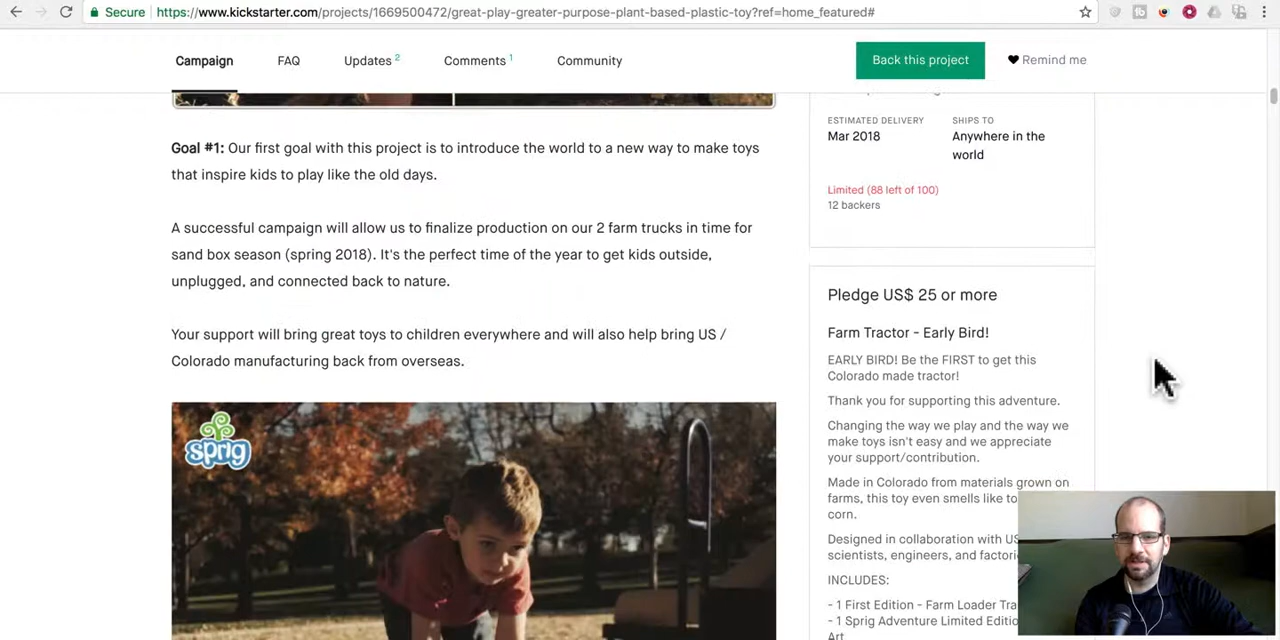 Secure https://www.kickstarter.com/projects/1669500472/great-play-greater-purpose-plant-based-plastic-toy?ref=home_featured#
Campaign FAQ Updates 2 Comments 1 Community
Back this project
Remind me
Goal #1: Our first goal with this project is to introduce the world to a new way to make toys
that inspire kids to play like the old days.
A successful campaign will allow us to finalize production on our 2 farm trucks in time for
sand box season (spring 2018). It's the perfect time of the year to get kids outside,
unplugged, and connected back to nature.
Your support will bring great toys to children everywhere and will also help bring US /
Colorado manufacturing back from overseas.
sprig
ESTIMATED DELIVERY
Mar 2018
SHIPS TO
Anywhere in the
world
Limited (88 left of 100)
12 backers
Pledge US$ 25 or more
Farm Tractor - Early Bird!
EARLY BIRD! Be the FIRST to get this
Colorado made tractor!
Thank you for supporting this adventure.
Changing the way we play and the way we
make toys isn't easy and we appreciate
your support/contribution.
Made in Colorado from materials grown on
farms, this toy even smells like
corn.
Designed in collaboration with US
scientists, engineers, and
INCLUDES:
- 1 First Edition - Farm Loader
- 1 Sprig Adventure Limited Edition
Art